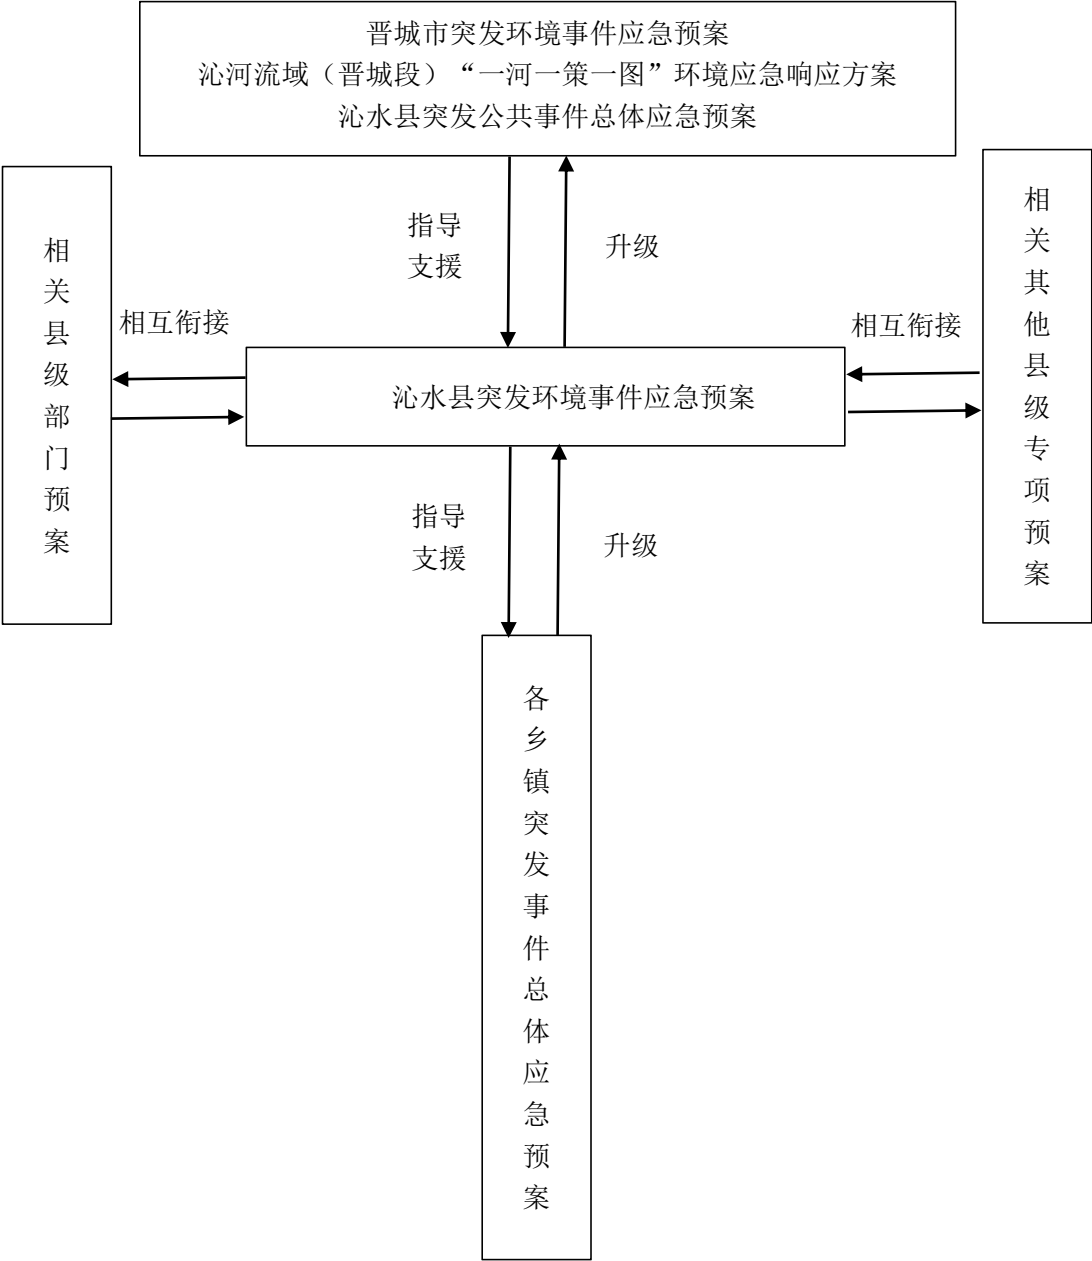 晋城市突发环境事件应急预案
沁河流域（晋城段）“一河一策一图”环境应急响应方案
沁水县突发公共事件总体应急预案
指导
支援
升级
相关县级部门预案
相互衔接
沁水县突发环境事件应急预案
相互衔接
相关其他县级专项预案
指导
支援
升级
各乡镇突发事件总体应急预案